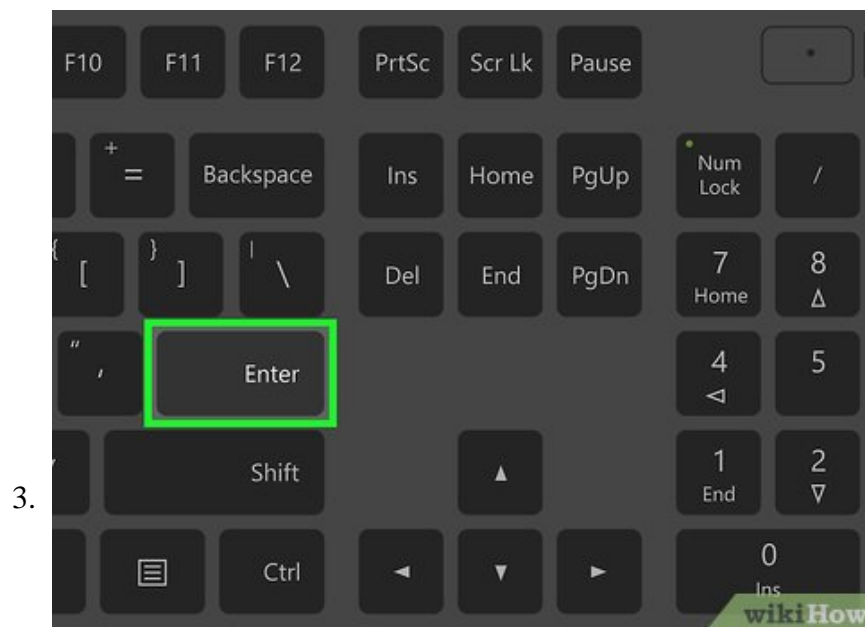 F10 F11 F12 PrtSc Scr Lk Pause
+
= Backspace Ins Home PgUp Num
Lock /
{
[
}
]
|
\ Del End PgDn 7
Home 8
"
' Enter 4 5
Shift 1
End 2
3.
Ctrl 0
Ins
wikiHow